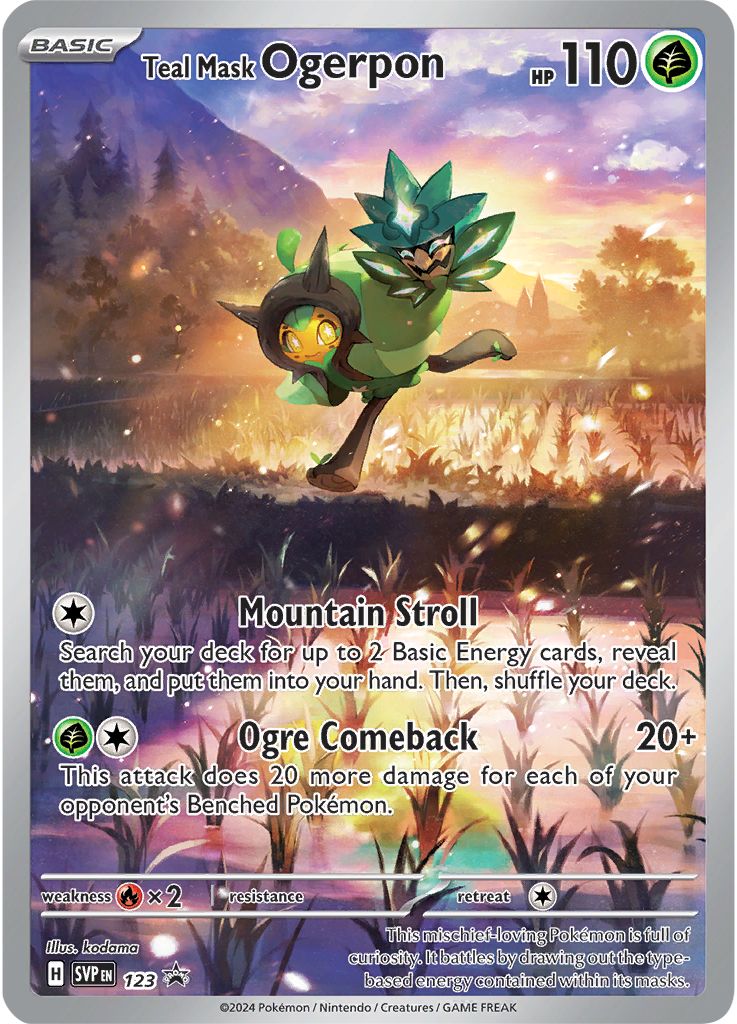 BASIC
Teal Mask Ogerpon HP 110
Mountain Stroll
Search your deck for up to 2 Basic Energy cards, reveal
them, and put them into your hand. Then, shuffle your deck.
Ogre Comeback 20+
This attack does 20 more damage for each of your
opponent's Benched Pokémon.
weakness ×2 resistance retreat
Illus. kodama
H SVP EN 123
This mischief-loving Pokémon is full of
curiosity. It battles by drawing out the type-
based energy contained within its masks.
©2024 Pokémon / Nintendo / Creatures / GAME FREAK